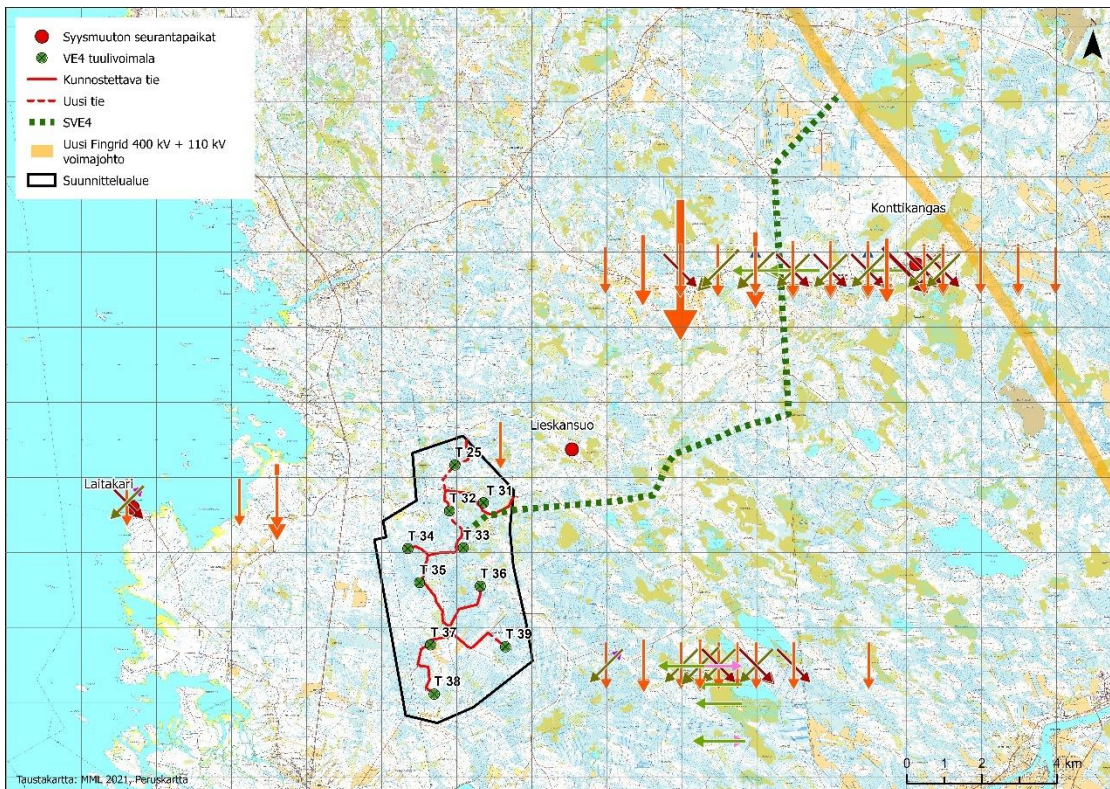 Syysmuuton seurantapaikat
VE4 tuulivoimala
Kunnostettava tie
Uusi tie
SVE4
Uusi Fingrid 400 kV + 110 kV
voimajohto
Suunnittelualue
N
Konttikangas
Lieskansuo
Laitakari
T 25
T 31
T 32
T 33
T 34
T 35
T 36
T 37
T 39
T 38
Taustakartta: MML 2021, Peruskartta
0 1 2 4 km